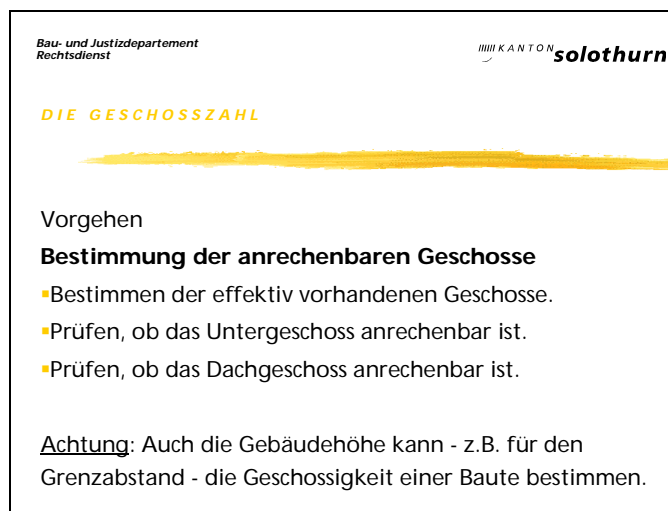 Bau- und Justizdepartement
Rechtsdienst
KANTON solothurn
DIE GESCHOSSZAHL
Vorgehen
Bestimmung der anrechenbaren Geschosse
▪Bestimmen der effektiv vorhandenen Geschosse.
▪Prüfen, ob das Untergeschoss anrechenbar ist.
▪Prüfen, ob das Dachgeschoss anrechenbar ist.
Achtung: Auch die Gebäudehöhe kann - z.B. für den
Grenzabstand - die Geschossigkeit einer Baute bestimmen.